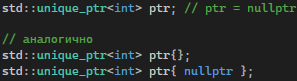 std::unique_ptr<int> ptr; // ptr = nullptr
// аналогично
std::unique_ptr<int> ptr{};
std::unique_ptr<int> ptr{ nullptr };